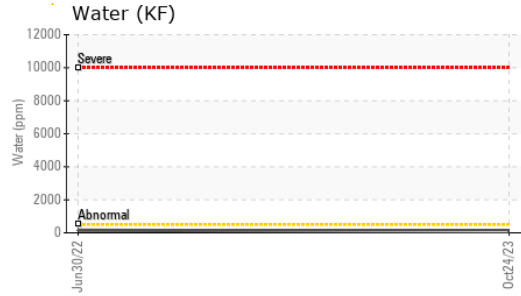 Water (KF)
12000
Severe
10000
8000
6000
4000
2000
Abnormal
0
Water (ppm)
Jun30/22
Oct24/23